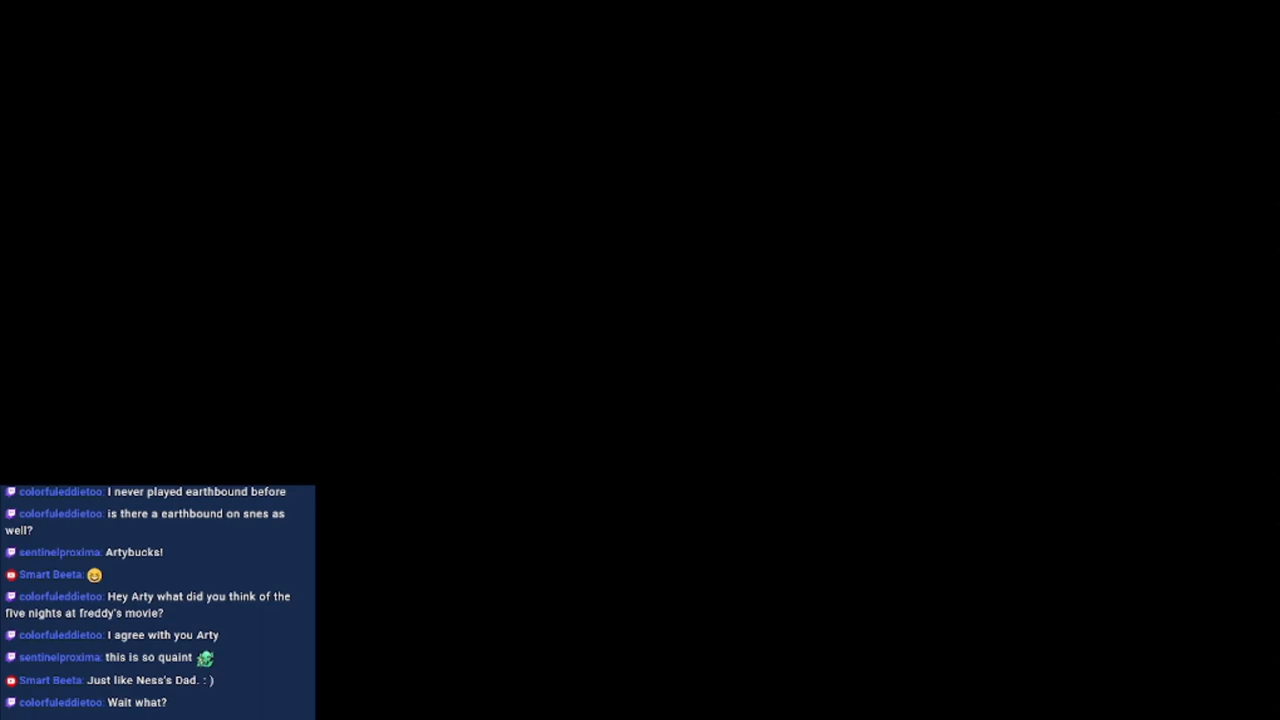 colorfuleddietoo: I never played earthbound before
colorfuleddietoo: is there a earthbound on snes as
well?
sentinelproxima: Artybucks!
Smart Beeta: 😆
colorfuleddietoo: Hey Arty what did you think of the
five nights at freddy's movie?
colorfuleddietoo: I agree with you Arty
sentinelproxima: this is so quaint
Smart Beeta: Just like Ness's Dad. : )
colorfuleddietoo: Wait what?